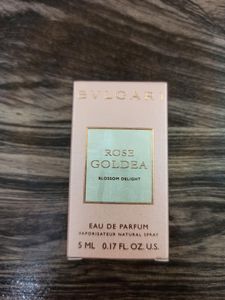 BVLGARI
ROSE
GOLDEA
BLOSSOM DELIGHT
EAU DE PARFUM
VAPORISATEUR NATURAL SPRAY
5 ML 0.17 FL. OZ. U.S.